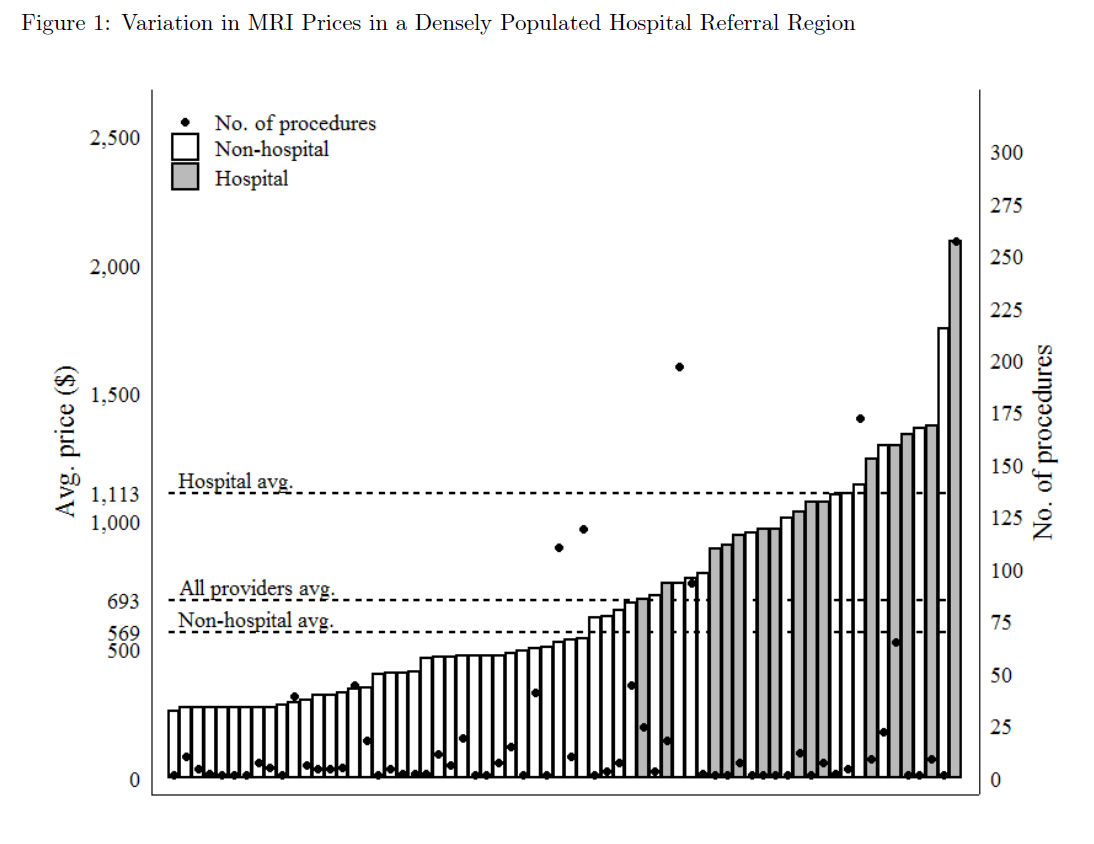 Figure 1: Variation in MRI Prices in a Densely Populated Hospital Referral Region
No. of procedures
Non-hospital
Hospital
2,500
2,000
1,500
1,113
1,000
693
569
500
0
Avg. price ($)
Hospital avg.
All providers avg.
Non-hospital avg.
300
275
250
225
200
175
150
125
100
75
50
25
0
No. of procedures